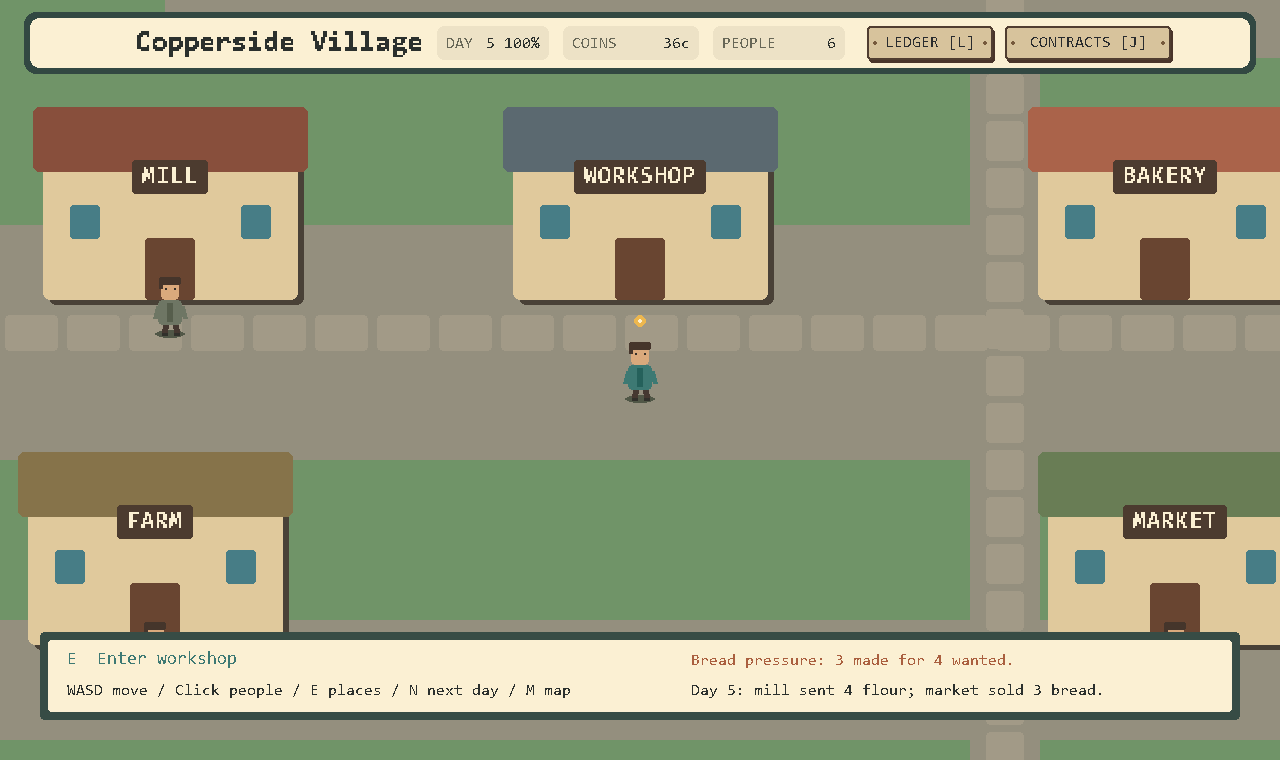 Copperside Village
DAY 5 100%
COINS 36c
PEOPLE 6
LEDGER [L]
CONTRACTS [J]
MILL
WORKSHOP
BAKERY
FARM
MARKET
E Enter workshop
Bread pressure: 3 made for 4 wanted.
WASD move / Click people / E places / N next day / M map
Day 5: mill sent 4 flour; market sold 3 bread.